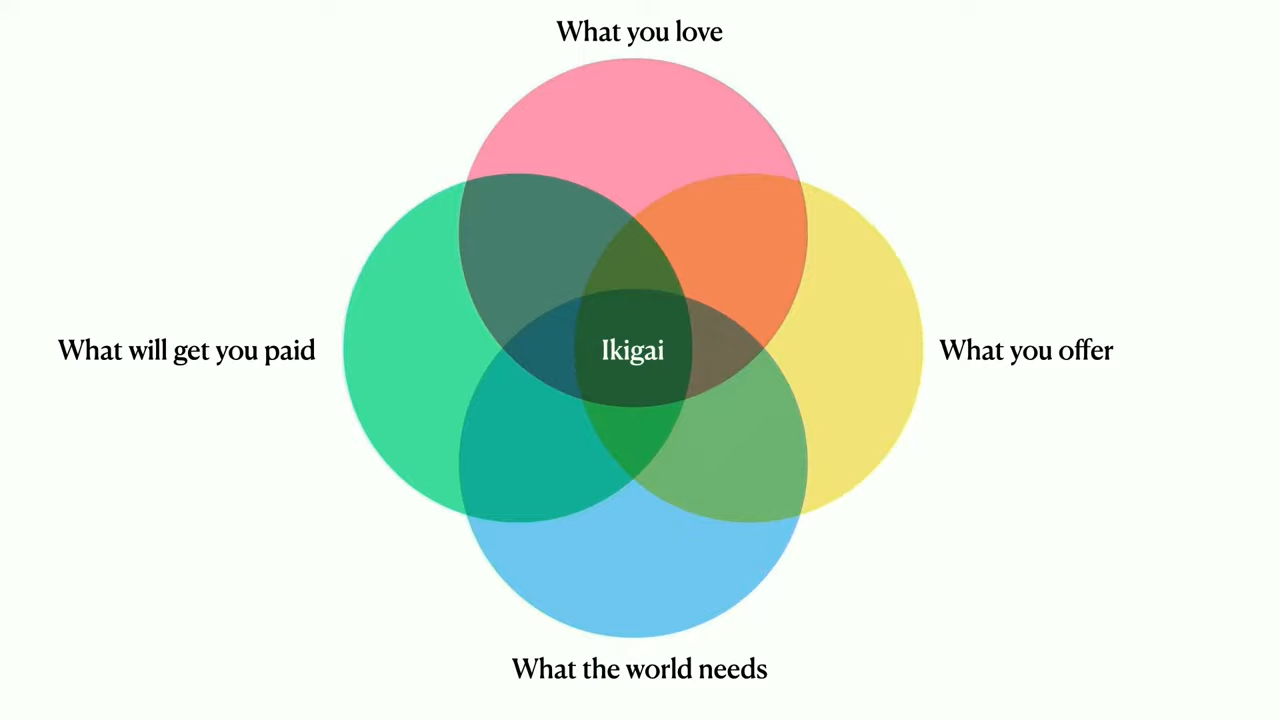 What you love
What will get you paid
Ikigai
What you offer
What the world needs